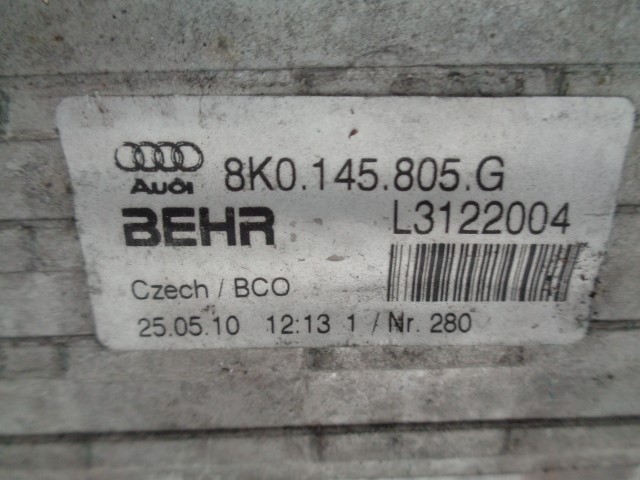 Audi 8K0.145.805.G
BEHR L3122004
Czech / BCO
25.05.10 12:13 1 / Nr. 280